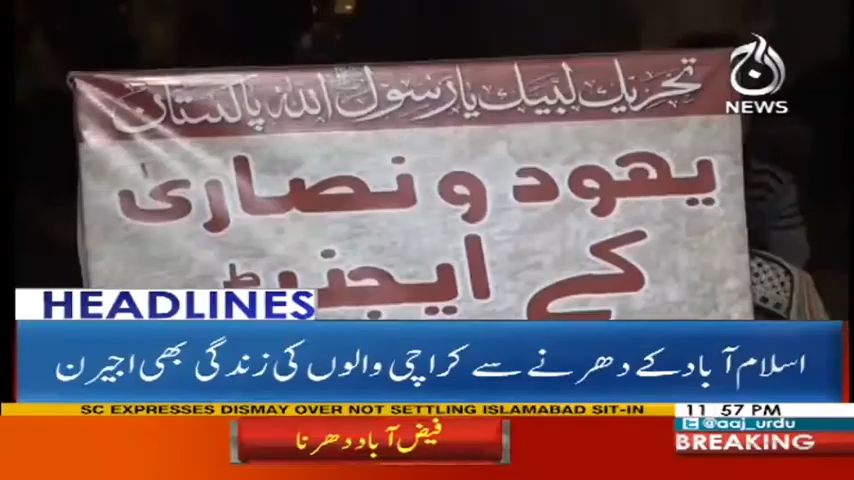 تحریک لبیک یا رسول اللہ پاکستان
آج
NEWS
یہود و نصاریٰ
کے ایجنٹ
HEADLINES
اسلام آباد کے دھرنے سے کراچی والوں کی زندگی بھی اجیرن
SC EXPRESSES DISMAY OVER NOT SETTLING ISLAMABAD SIT-IN
11 57 PM
@aaj_urdu
فیض آباد دھرنا
BREAKING